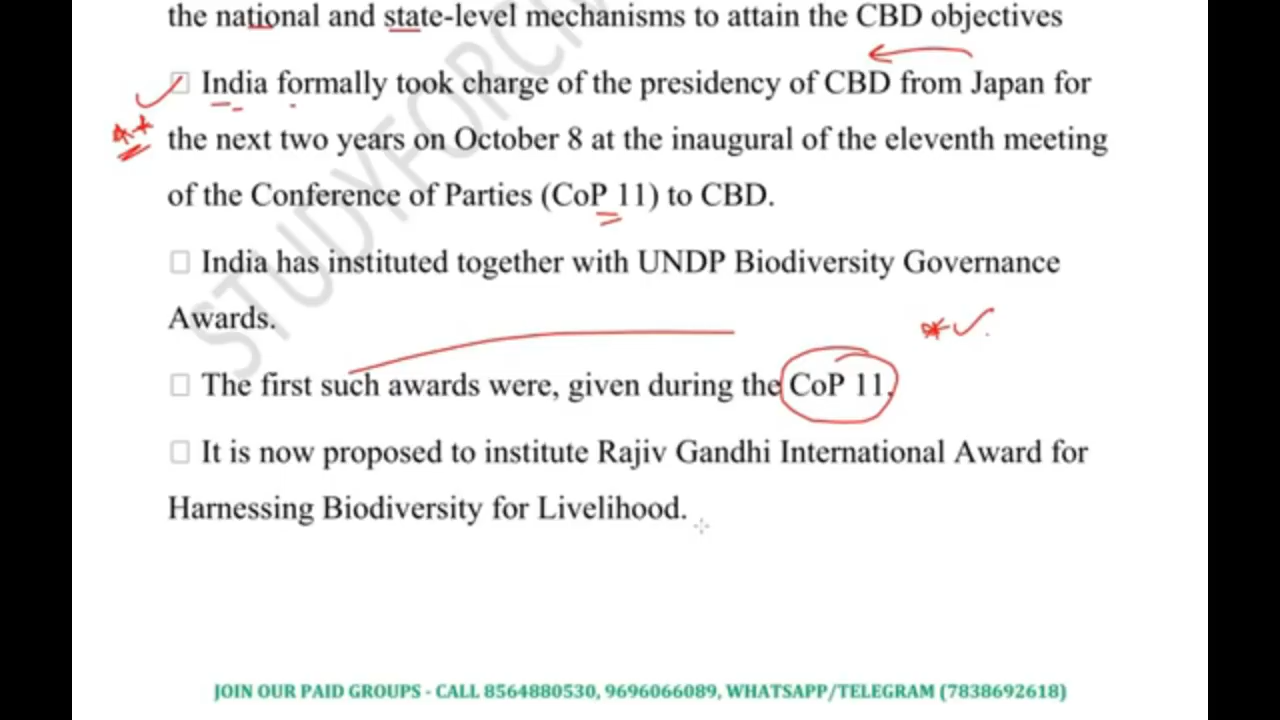 the national and state-level mechanisms to attain the CBD objectives
☐ India formally took charge of the presidency of CBD from Japan for
the next two years on October 8 at the inaugural of the eleventh meeting
of the Conference of Parties (CoP 11) to CBD.
☐ India has instituted together with UNDP Biodiversity Governance
Awards.
☐ The first such awards were, given during the CoP 11.
☐ It is now proposed to institute Rajiv Gandhi International Award for
Harnessing Biodiversity for Livelihood.
STUDYFORCIV
JOIN OUR PAID GROUPS - CALL 8564880530, 9696066089, WHATSAPP/TELEGRAM (7838692618)